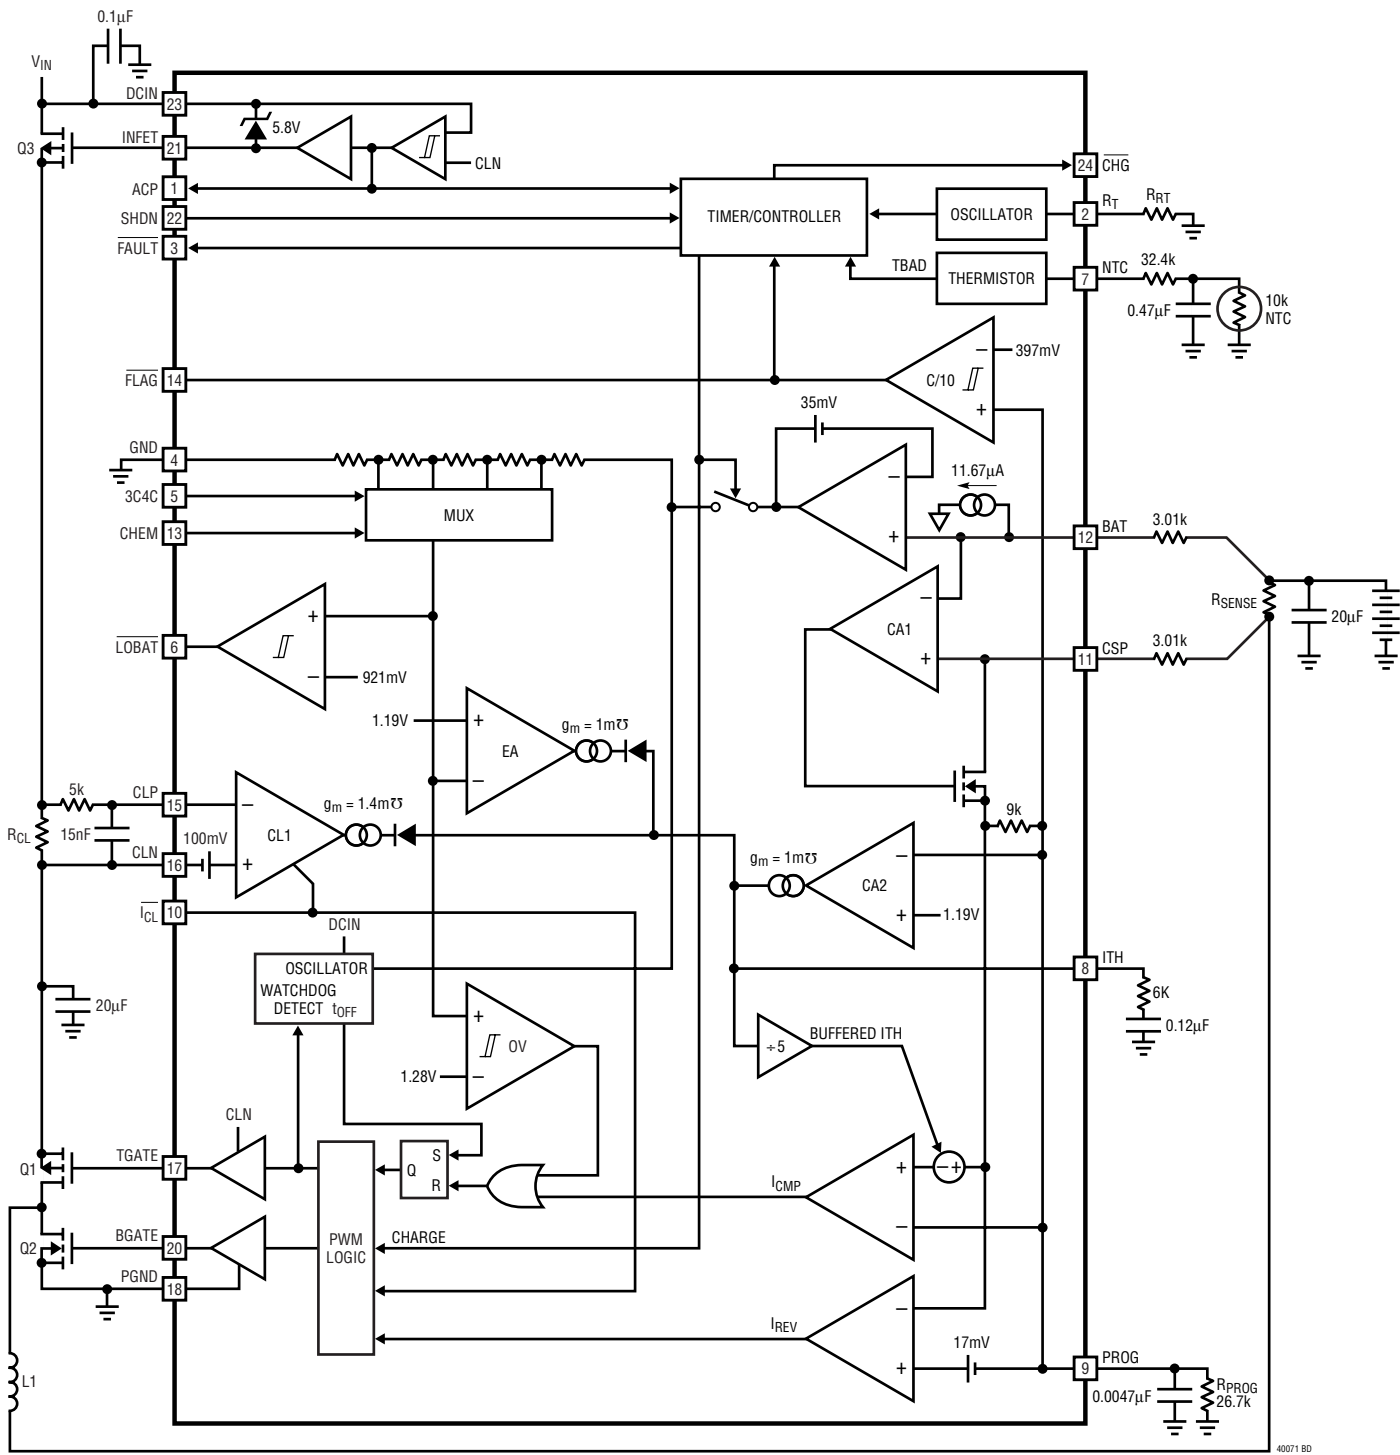 0.1µF
VIN
DCIN
23
5.8V
INFET
21
Q3
CLN
ACP
1
SHDN
22
FAULT
3
TIMER/CONTROLLER
24
CHG
OSCILLATOR
2
RT
RRT
TBAD
THERMISTOR
7
NTC
32.4k
0.47µF
10k
NTC
397mV
C/10
FLAG
14
35mV
GND
4
11.67µA
3C4C
5
MUX
CHEM
13
12
BAT
3.01k
CA1
RSENSE
20µF
LOBAT
6
921mV
11
CSP
3.01k
1.19V
EA
gm = 1m℧
5k
CLP
15
gm = 1.4m℧
9k
RCL
15nF
CLN
16
100mV
CL1
gm = 1m℧
CA2
1.19V
ICL
10
DCIN
OSCILLATOR
WATCHDOG
DETECT tOFF
8
ITH
6K
0.12µF
20µF
OV
1.28V
÷5
BUFFERED ITH
CLN
TGATE
17
Q1
S
Q
R
ICMP
BGATE
20
Q2
PWM
LOGIC
CHARGE
PGND
18
IREV
17mV
9
PROG
0.0047µF
RPROG
26.7k
L1
40071 BD